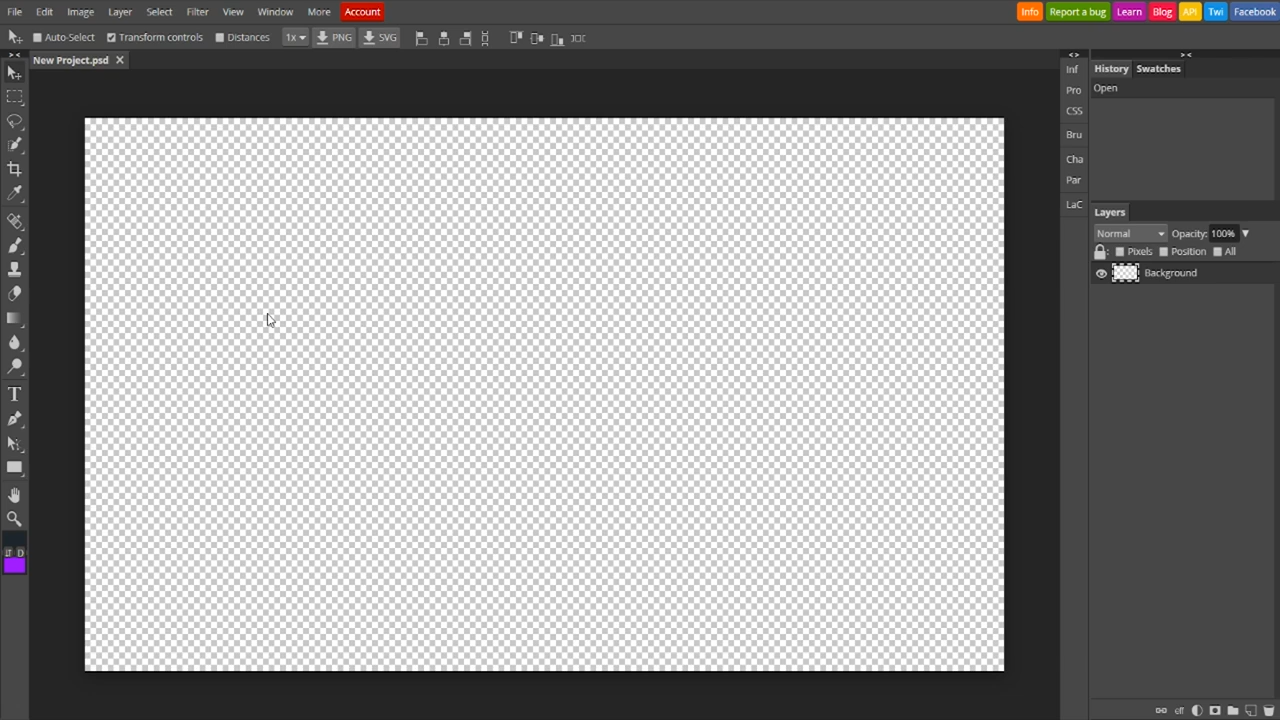 File Edit Image Layer Select Filter View Window More Account Info Report a bug Learn Blog API Twi Facebook
Auto-Select Transform controls Distances 1x PNG SVG
New Project.psd
Inf
Pro
CSS
Bru
Cha
Par
LaC
History Swatches
Open
Layers
Normal Opacity: 100%
Pixels Position All
Background
T
D
eff